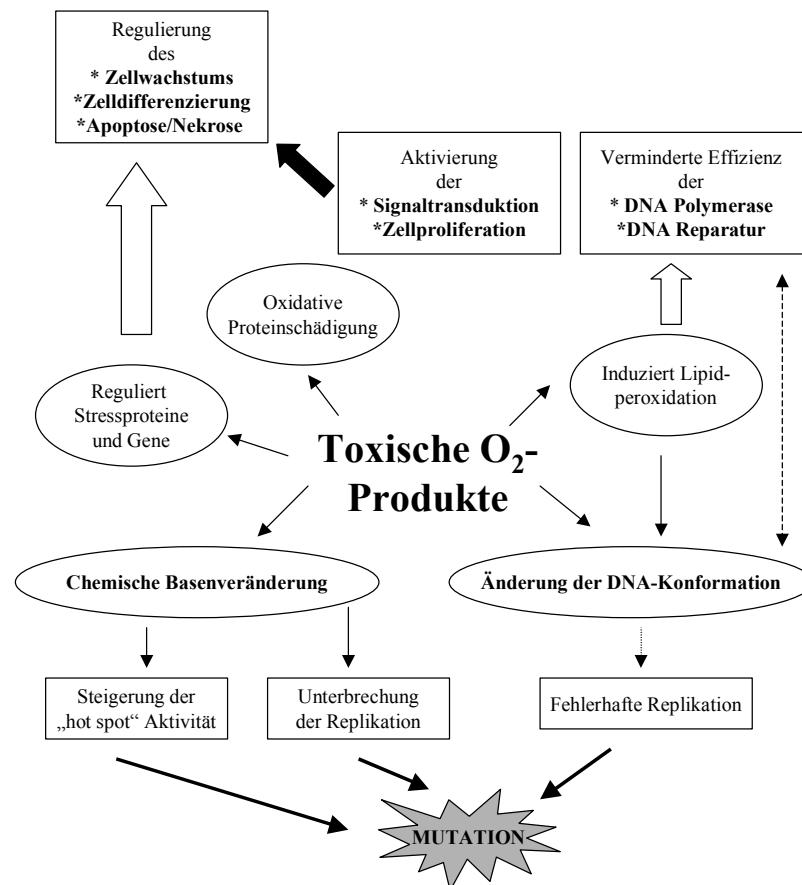 Regulierung
des
* Zellwachstums
*Zelldifferenzierung
*Apoptose/Nekrose
Aktivierung
der
* Signaltransduktion
*Zellproliferation
Verminderte Effizienz
der
* DNA Polymerase
*DNA Reparatur
Oxidative
Proteinschädigung
Reguliert
Stressproteine
und Gene
Induziert Lipid-
peroxidation
Toxische O₂-
Produkte
Chemische Basenveränderung
Änderung der DNA-Konformation
Steigerung der
„hot spot“ Aktivität
Unterbrechung
der Replikation
Fehlerhafte Replikation
MUTATION